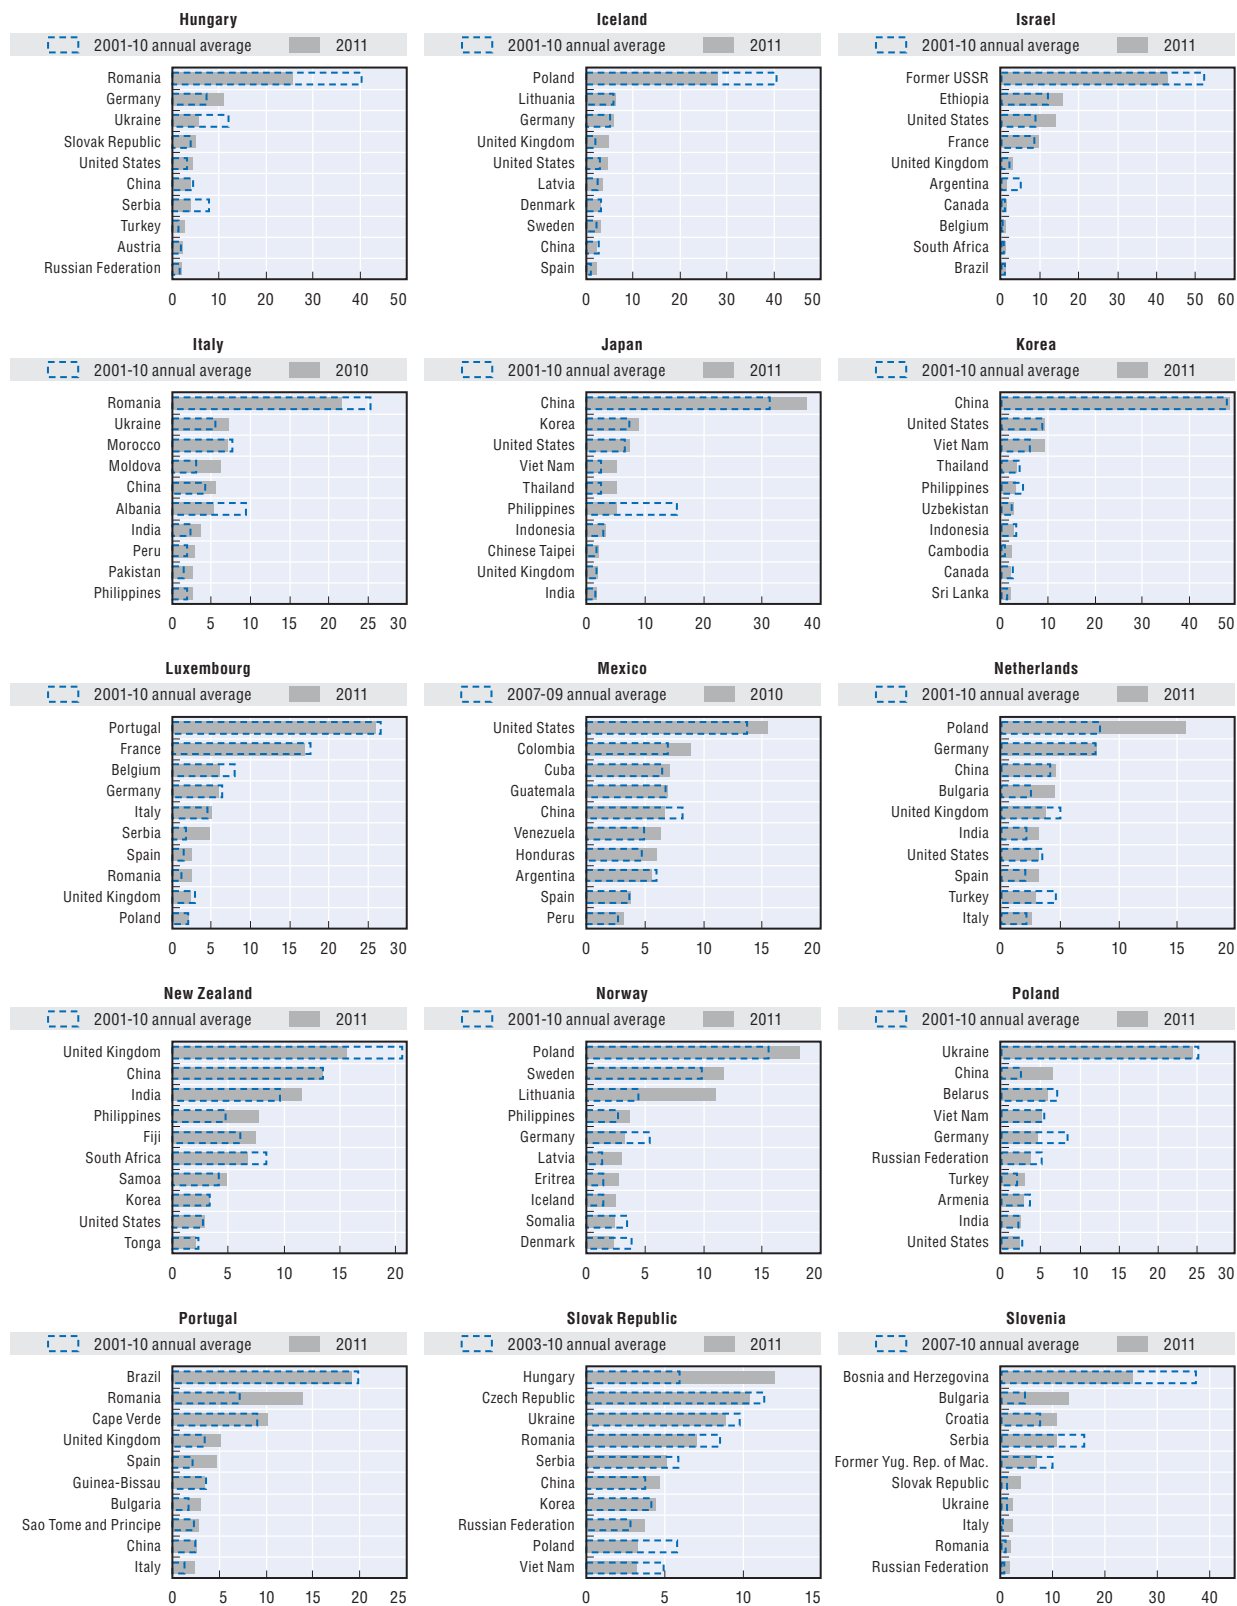 Hungary
2001-10 annual average 2011
Romania
Germany
Ukraine
Slovak Republic
United States
China
Serbia
Turkey
Austria
Russian Federation
0 10 20 30 40 50
Iceland
2001-10 annual average 2011
Poland
Lithuania
Germany
United Kingdom
United States
Latvia
Denmark
Sweden
China
Spain
0 10 20 30 40 50
Israel
2001-10 annual average 2011
Former USSR
Ethiopia
United States
France
United Kingdom
Argentina
Canada
Belgium
South Africa
Brazil
0 10 20 30 40 50 60
Italy
2001-10 annual average 2010
Romania
Ukraine
Morocco
Moldova
China
Albania
India
Peru
Pakistan
Philippines
0 5 10 15 20 25 30
Japan
2001-10 annual average 2011
China
Korea
United States
Viet Nam
Thailand
Philippines
Indonesia
Chinese Taipei
United Kingdom
India
0 10 20 30 40
Korea
2001-10 annual average 2011
China
United States
Viet Nam
Thailand
Philippines
Uzbekistan
Indonesia
Cambodia
Canada
Sri Lanka
0 10 20 30 40 50
Luxembourg
2001-10 annual average 2011
Portugal
France
Belgium
Germany
Italy
Serbia
Spain
Romania
United Kingdom
Poland
0 5 10 15 20 25 30
Mexico
2007-09 annual average 2010
United States
Colombia
Cuba
Guatemala
China
Venezuela
Honduras
Argentina
Spain
Peru
0 5 10 15 20
Netherlands
2001-10 annual average 2011
Poland
Germany
China
Bulgaria
United Kingdom
India
United States
Spain
Turkey
Italy
0 5 10 15 20
New Zealand
2001-10 annual average 2011
United Kingdom
China
India
Philippines
Fiji
South Africa
Samoa
Korea
United States
Tonga
0 5 10 15 20
Norway
2001-10 annual average 2011
Poland
Sweden
Lithuania
Philippines
Germany
Latvia
Eritrea
Iceland
Somalia
Denmark
0 5 10 15 20
Poland
2001-10 annual average 2011
Ukraine
China
Belarus
Viet Nam
Germany
Russian Federation
Turkey
Armenia
India
United States
0 5 10 15 20 25 30
Portugal
2001-10 annual average 2011
Brazil
Romania
Cape Verde
United Kingdom
Spain
Guinea-Bissau
Bulgaria
Sao Tome and Principe
China
Italy
0 5 10 15 20 25
Slovak Republic
2003-10 annual average 2011
Hungary
Czech Republic
Ukraine
Romania
Serbia
China
Korea
Russian Federation
Poland
Viet Nam
0 5 10 15
Slovenia
2007-10 annual average 2011
Bosnia and Herzegovina
Bulgaria
Croatia
Serbia
Former Yug. Rep. of Mac.
Slovak Republic
Ukraine
Italy
Romania
Russian Federation
0 10 20 30 40